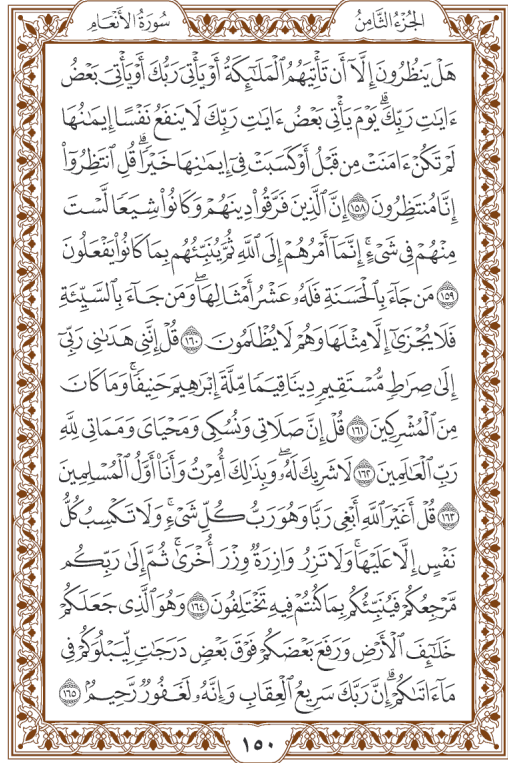 الجزء الثامن
سورة الأنعام
هَلْ يَنظُرُونَ إِلَّآ أَن تَأْتِيَهُمُ ٱلْمَلَـٰٓئِكَةُ أَوْ يَأْتِىَ رَبُّكَ أَوْ يَأْتِىَ بَعْضُ
ءَايَـٰتِ رَبِّكَ ۗ يَوْمَ يَأْتِى بَعْضُ ءَايَـٰتِ رَبِّكَ لَا يَنفَعُ نَفْسًا إِيمَـٰنُهَا
لَمْ تَكُنْ ءَامَنَتْ مِن قَبْلُ أَوْ كَسَبَتْ فِىٓ إِيمَـٰنِهَا خَيْرًا ۗ قُلِ ٱنتَظِرُوٓا۟
إِنَّا مُنتَظِرُونَ ١٥٨ إِنَّ ٱلَّذِينَ فَرَّقُوا۟ دِينَهُمْ وَكَانُوا۟ شِيَعًا لَّسْتَ
مِنْهُمْ فِى شَىْءٍ ۚ إِنَّمَآ أَمْرُهُمْ إِلَى ٱللَّهِ ثُمَّ يُنَبِّئُهُم بِمَا كَانُوا۟ يَفْعَلُونَ
١٥٩ مَن جَآءَ بِٱلْحَسَنَةِ فَلَهُۥ عَشْرُ أَمْثَالِهَا ۖ وَمَن جَآءَ بِٱلسَّيِّئَةِ
فَلَا يُجْزَىٰٓ إِلَّا مِثْلَهَا وَهُمْ لَا يُظْلَمُونَ ١٦٠ قُلْ إِنَّنِى هَدَىٰنِى رَبِّىٓ
إِلَىٰ صِرَٰطٍ مُّسْتَقِيمٍ دِينًا قِيَمًا مِّلَّةَ إِبْرَٰهِيمَ حَنِيفًا ۚ وَمَا كَانَ
مِنَ ٱلْمُشْرِكِينَ ١٦١ قُلْ إِنَّ صَلَاتِى وَنُسُكِى وَمَحْيَاىَ وَمَمَاتِى لِلَّهِ
رَبِّ ٱلْعَـٰلَمِينَ ١٦٢ لَا شَرِيكَ لَهُۥ ۖ وَبِذَٰلِكَ أُمِرْتُ وَأَنَا۠ أَوَّلُ ٱلْمُسْلِمِينَ
١٦٣ قُلْ أَغَيْرَ ٱللَّهِ أَبْغِى رَبًّا وَهُوَ رَبُّ كُلِّ شَىْءٍ ۚ وَلَا تَكْسِبُ كُلُّ
نَفْسٍ إِلَّا عَلَيْهَا ۚ وَلَا تَزِرُ وَازِرَةٌ وِزْرَ أُخْرَىٰ ۚ ثُمَّ إِلَىٰ رَبِّكُم
مَّرْجِعُكُمْ فَيُنَبِّئُكُم بِمَا كُنتُمْ فِيهِ تَخْتَلِفُونَ ١٦٤ وَهُوَ ٱلَّذِى جَعَلَكُمْ
خَلَـٰٓئِفَ ٱلْأَرْضِ وَرَفَعَ بَعْضَكُمْ فَوْقَ بَعْضٍ دَرَجَـٰتٍ لِّيَبْلُوَكُمْ فِى
مَآ ءَاتَىٰكُمْ ۗ إِنَّ رَبَّكَ سَرِيعُ ٱلْعِقَابِ وَإِنَّهُۥ لَغَفُورٌ رَّحِيمٌۢ ١٦٥
١٥٠